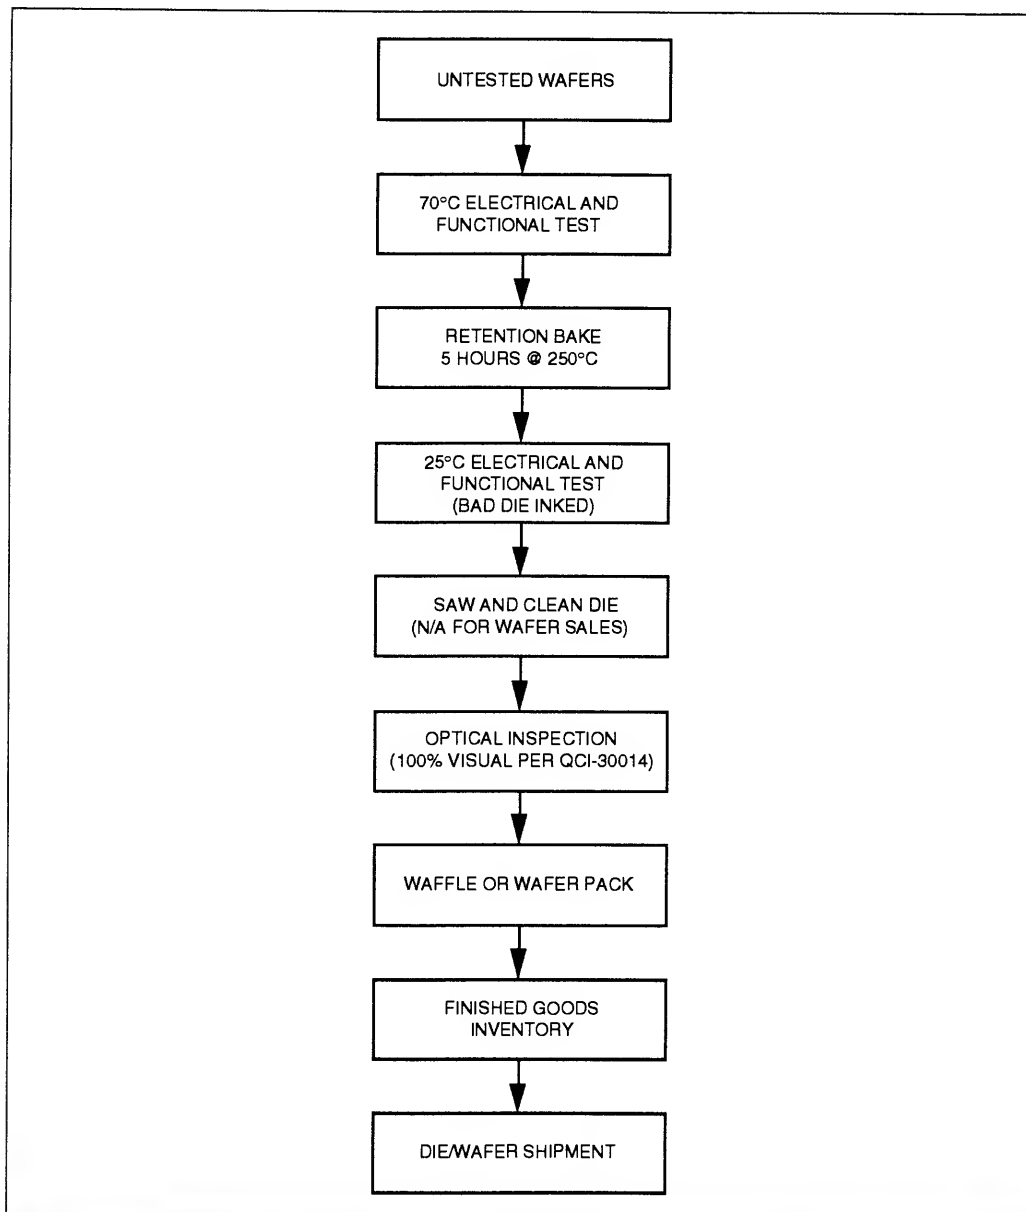 UNTESTED WAFERS
70°C ELECTRICAL AND
FUNCTIONAL TEST
RETENTION BAKE
5 HOURS @ 250°C
25°C ELECTRICAL AND
FUNCTIONAL TEST
(BAD DIE INKED)
SAW AND CLEAN DIE
(N/A FOR WAFER SALES)
OPTICAL INSPECTION
(100% VISUAL PER QCI-30014)
WAFFLE OR WAFER PACK
FINISHED GOODS
INVENTORY
DIE/WAFER SHIPMENT